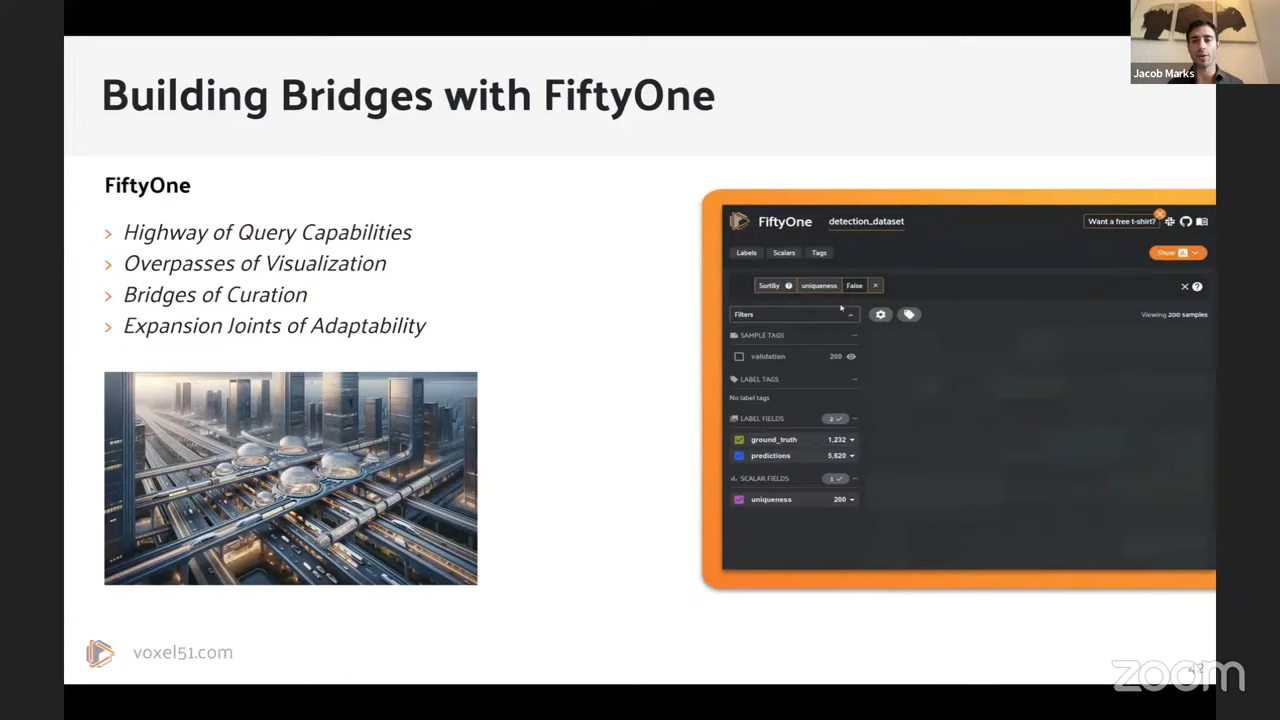 Building Bridges with FiftyOne
Jacob Marks
FiftyOne
› Highway of Query Capabilities
› Overpasses of Visualization
› Bridges of Curation
› Expansion Joints of Adaptability
FiftyOne detection_dataset Want a free t-shirt?
Labels Scalars Tags Show
SortBy uniqueness False
Filters Viewing 200 samples
SAMPLE TAGS
validation 200
LABEL TAGS
No label tags
LABEL FIELDS 2
ground_truth 1,232
predictions 5,620
SCALAR FIELDS 1
uniqueness 200
voxel51.com
zoom